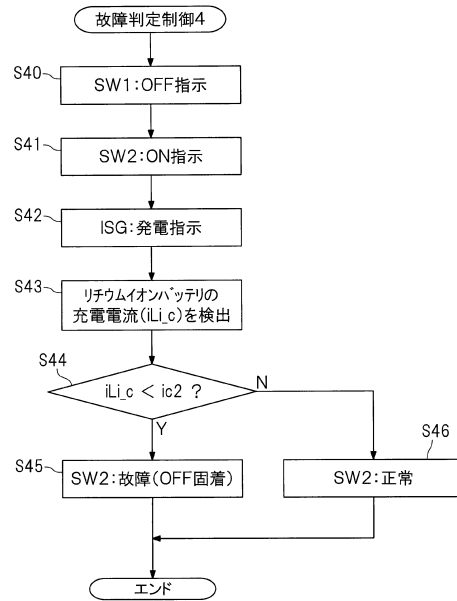 故障判定制御4
S40
SW1:OFF指示
S41
SW2:ON指示
S42
ISG:発電指示
S43
リチウムイオンバッテリの
充電電流(iLi_c)を検出
S44
iLi_c < ic2 ?
N
Y
S45
SW2:故障(OFF固着)
S46
SW2:正常
エンド